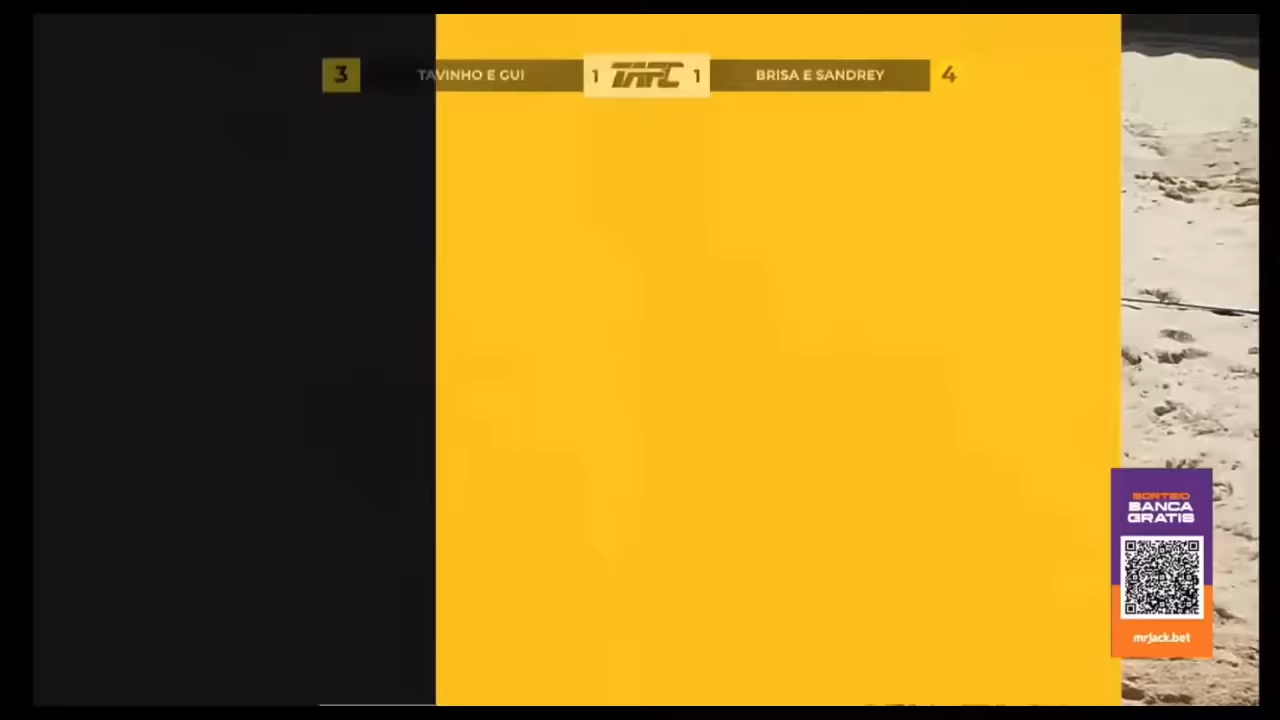 3 TAVINHO E GUI 1 TAFC 1 BRISA E SANDREY 4
SORTEIO
BANCA
GRATIS
mrjack.bet